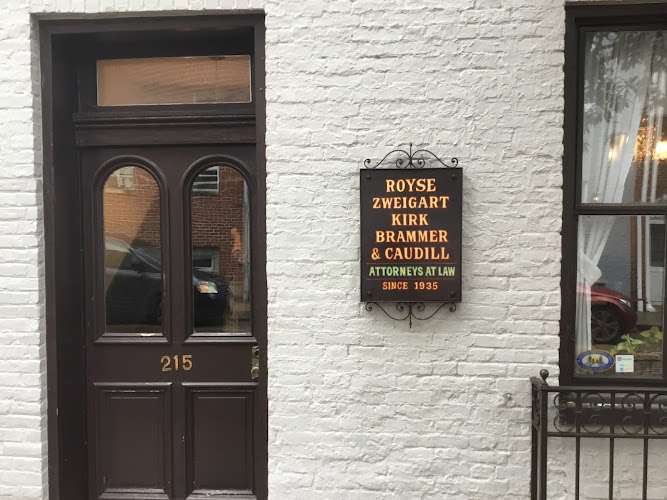 ROYSE
ZWEIGART
KIRK
BRAMMER
& CAUDILL
ATTORNEYS AT LAW
SINCE 1935
215